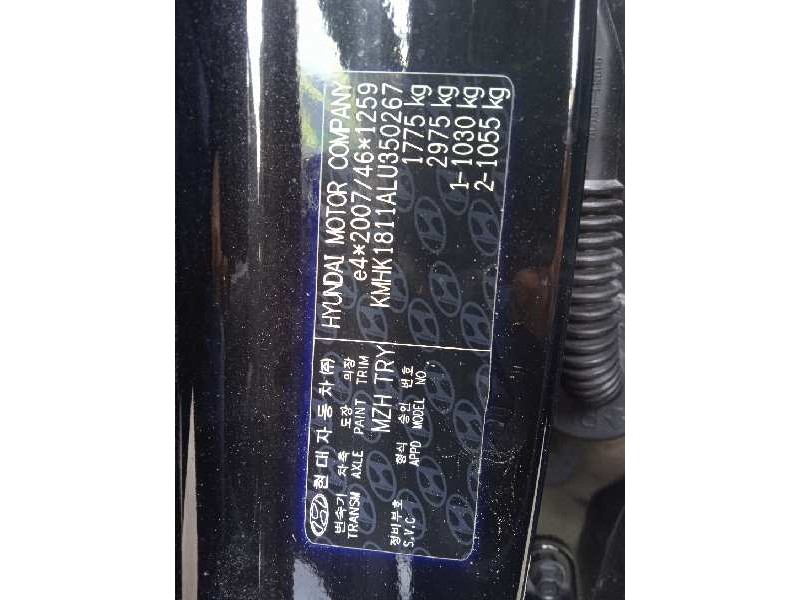 HYUNDAI MOTOR COMPANY
e4*2007/46*1259
KMHK1811ALU350267
1775 kg
2975 kg
1- 1030 kg
2- 1055 kg
현대자동차(주)
변속기 차축 도장 의장
TRANSM AXLE PAINT TRIM
MZH TRY
형식 승인 번호
APPD MODEL NO.
정비부호
S.V.C